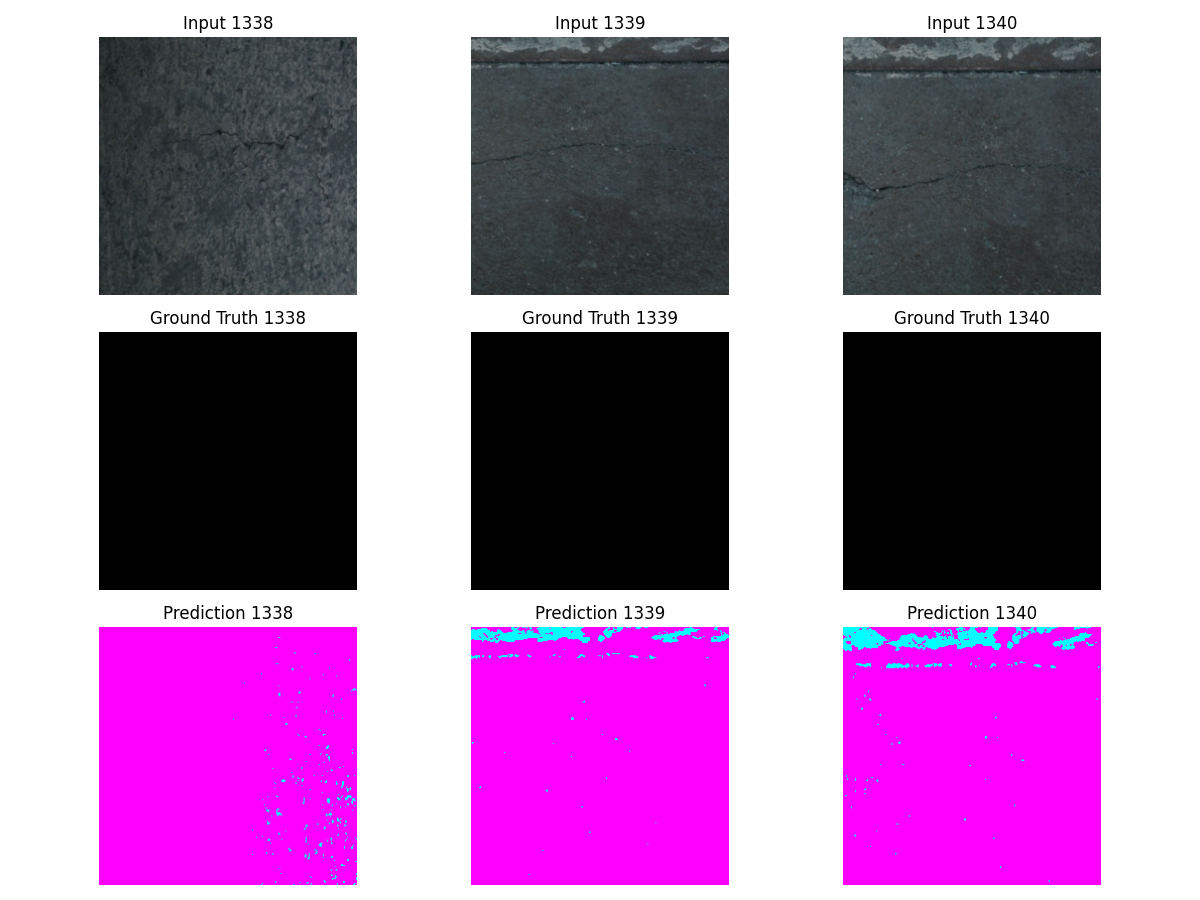 Input 1338
Input 1339
Input 1340
Ground Truth 1338
Ground Truth 1339
Ground Truth 1340
Prediction 1338
Prediction 1339
Prediction 1340